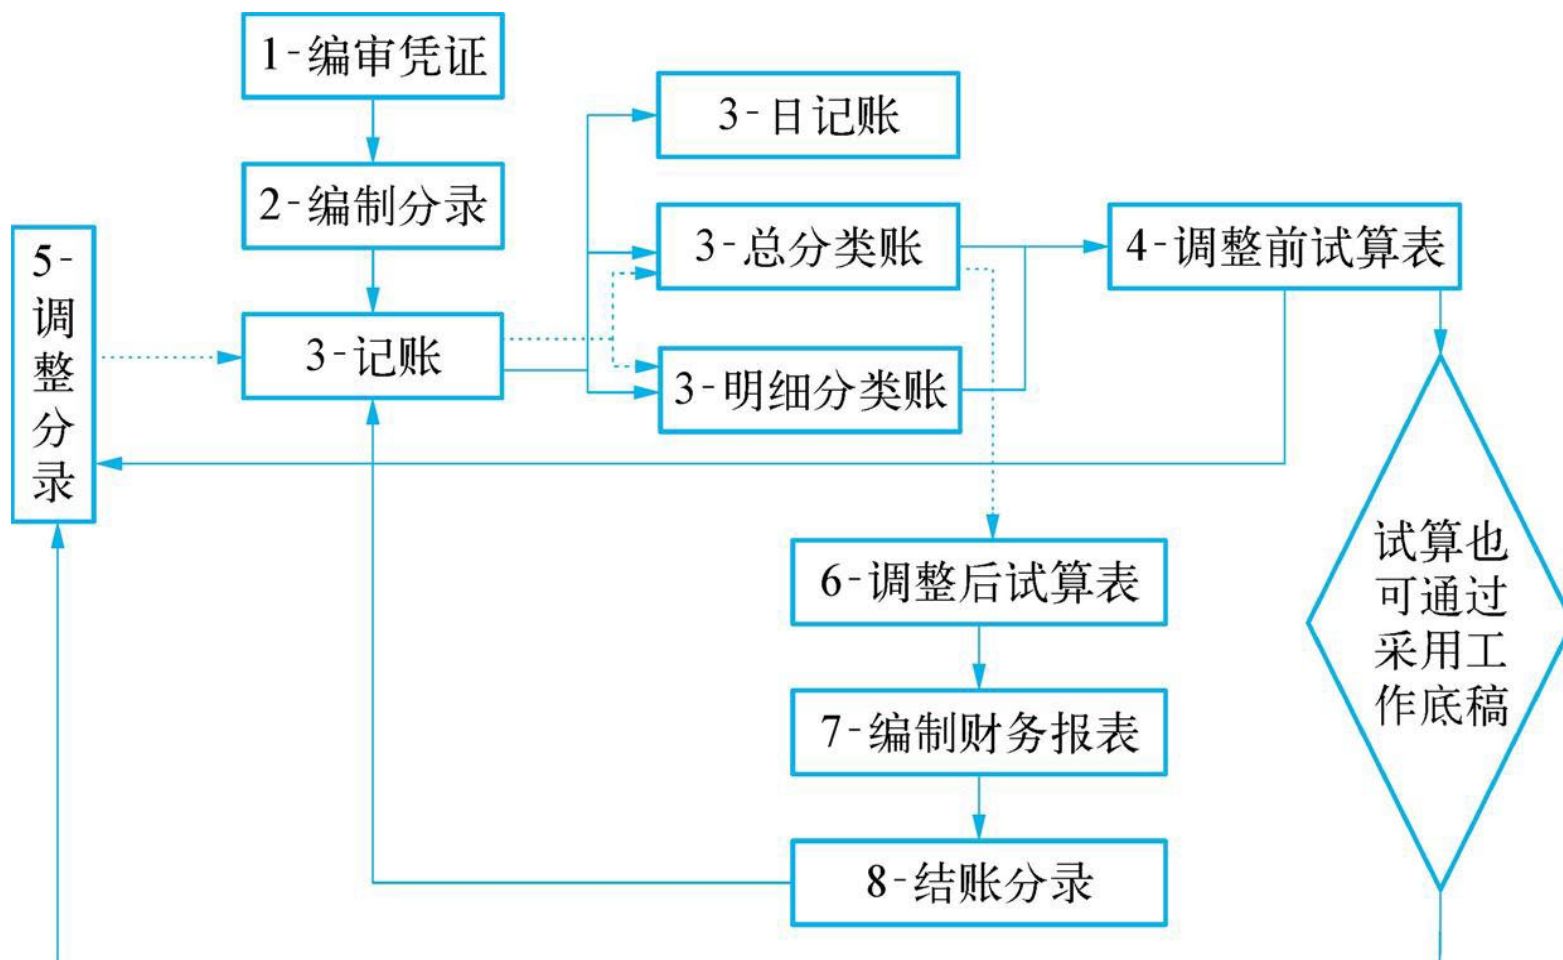 1-编审凭证
3-日记账
2-编制分录
3-总分类账
4-调整前试算表
5-
调
整
分
录
3-记账
3-明细分类账
试算也
可通过
采用工
作底稿
6-调整后试算表
7-编制财务报表
8-结账分录